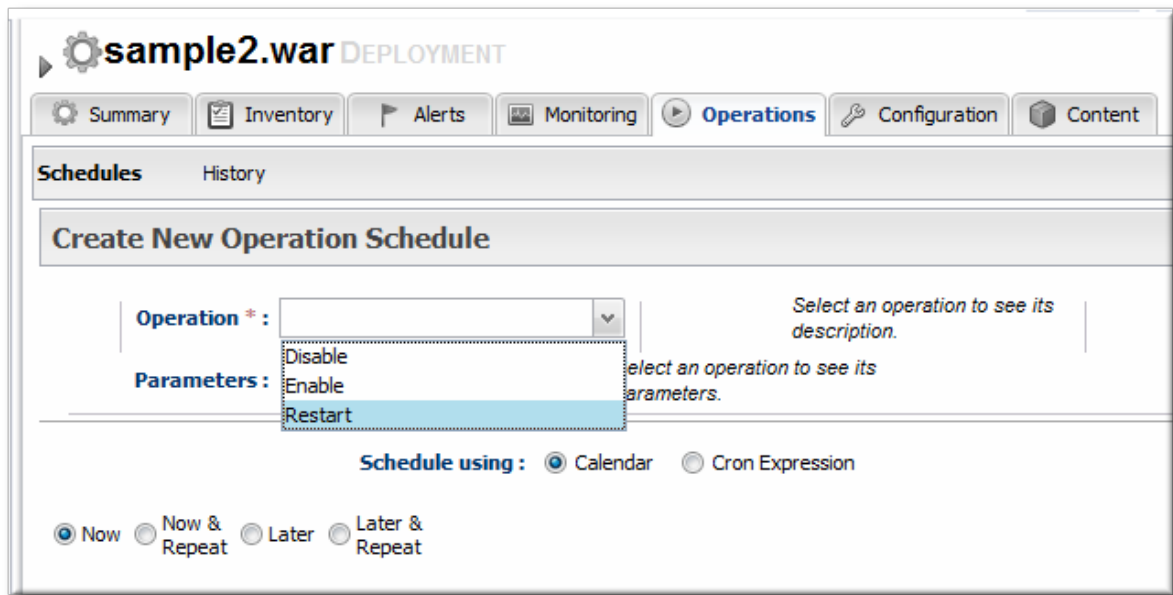 sample2.war DEPLOYMENT
Summary Inventory Alerts Monitoring Operations Configuration Content
Schedules History
Create New Operation Schedule
Operation * :
Select an operation to see its
description.
Disable
Parameters : Enable
elect an operation to see its
arameters.
Restart
Schedule using : Calendar Cron Expression
Now Now &
Repeat Later Later &
Repeat